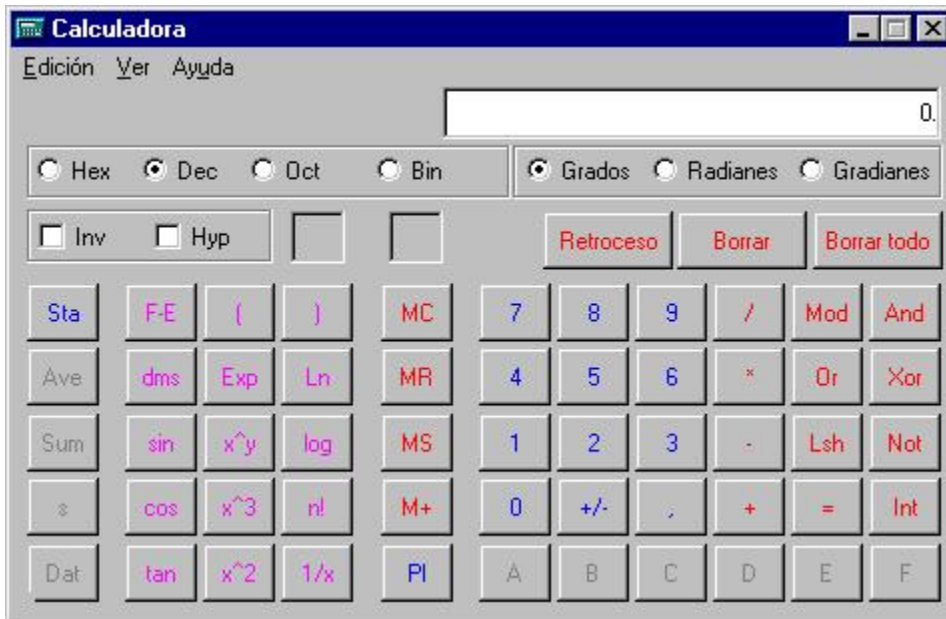 Calculadora
Edición Ver Ayuda
0.
Hex Dec Oct Bin Grados Radianes Gradianes
Inv Hyp Retroceso Borrar Borrar todo
Sta F-E ( ) MC 7 8 9 / Mod And
Ave dms Exp Ln MR 4 5 6 * Or Xor
Sum sin x^y log MS 1 2 3 - Lsh Not
s cos x^3 n! M+ 0 +/- , + = Int
Dat tan x^2 1/x PI A B C D E F